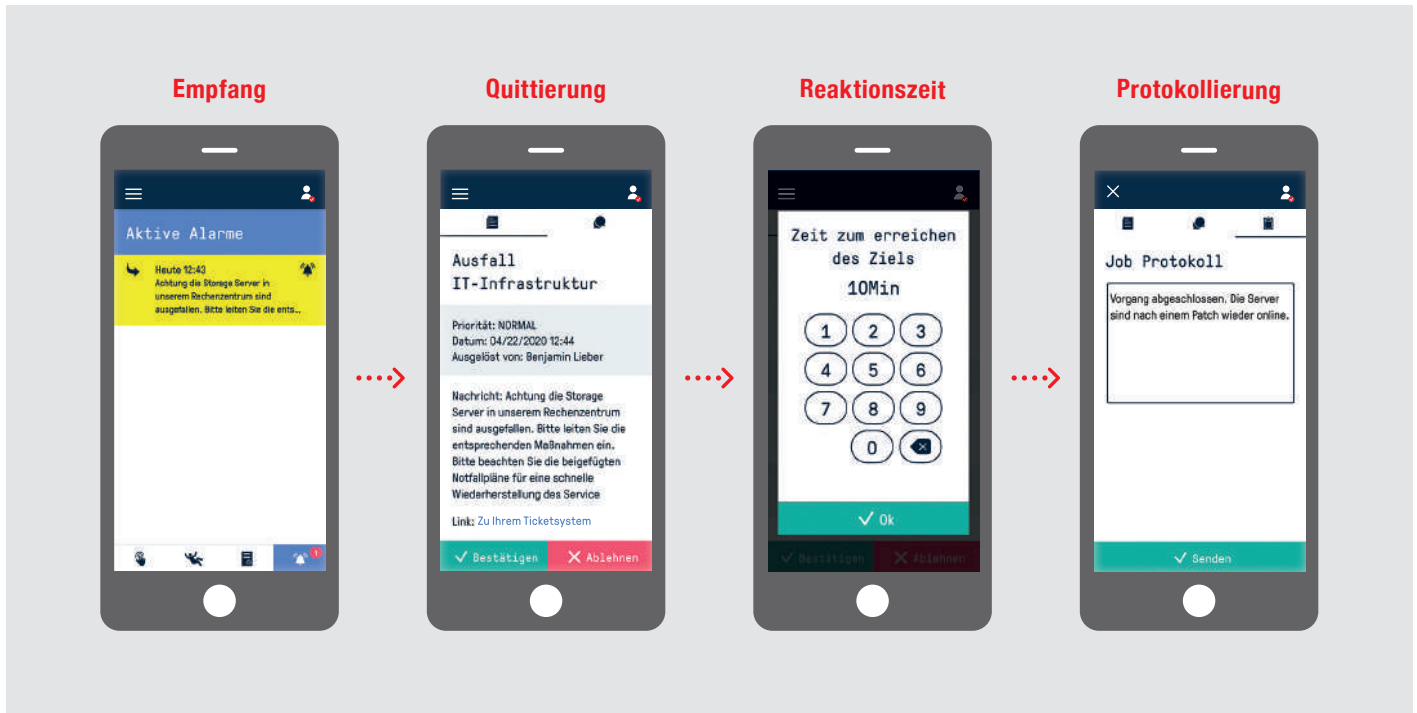 Empfang
Aktive Alarme
Heute 12:43
Achtung die Storage Server in
unserem Rechenzentrum sind
ausgefallen. Bitte leiten Sie die ents...
1
Quittierung
Ausfall
IT-Infrastruktur
Priorität: NORMAL
Datum: 04/22/2020 12:44
Ausgelöst von: Benjamin Lieber
Nachricht: Achtung die Storage
Server in unserem Rechenzentrum
sind ausgefallen. Bitte leiten Sie die
entsprechenden Maßnahmen ein.
Bitte beachten Sie die beigefügten
Notfallpläne für eine schnelle
Wiederherstellung des Service
Link: Zu Ihrem Ticketsystem
Bestätigen Ablehnen
Reaktionszeit
Zeit zum erreichen
des Ziels
10Min
1 2 3
4 5 6
7 8 9
0
Ok
Bestätigen Ablehnen
Protokollierung
Job Protokoll
Vorgang abgeschlossen. Die Server
sind nach einem Patch wieder online.
Senden